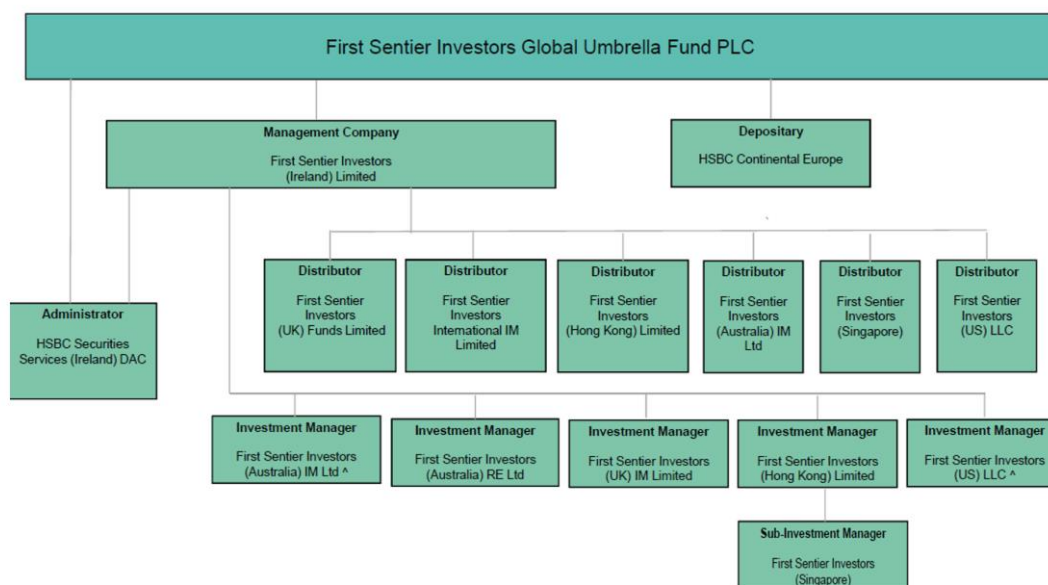 First Sentier Investors Global Umbrella Fund PLC
Management Company
First Sentier Investors
(Ireland) Limited
Depositary
HSBC Continental Europe
Distributor
First Sentier
Investors
(UK) Funds Limited
Distributor
First Sentier
Investors
International IM
Limited
Distributor
First Sentier
Investors
(Hong Kong) Limited
Distributor
First Sentier
Investors
(Australia) IM
Ltd
Distributor
First Sentier
Investors
(Singapore)
Distributor
First Sentier
Investors
(US) LLC
Administrator
HSBC Securities
Services (Ireland) DAC
Investment Manager
First Sentier Investors
(Australia) IM Ltd ^
Investment Manager
First Sentier Investors
(Australia) RE Ltd
Investment Manager
First Sentier Investors
(UK) IM Limited
Investment Manager
First Sentier Investors
(Hong Kong) Limited
Investment Manager
First Sentier Investors
(US) LLC ^
Sub-Investment Manager
First Sentier Investors
(Singapore)